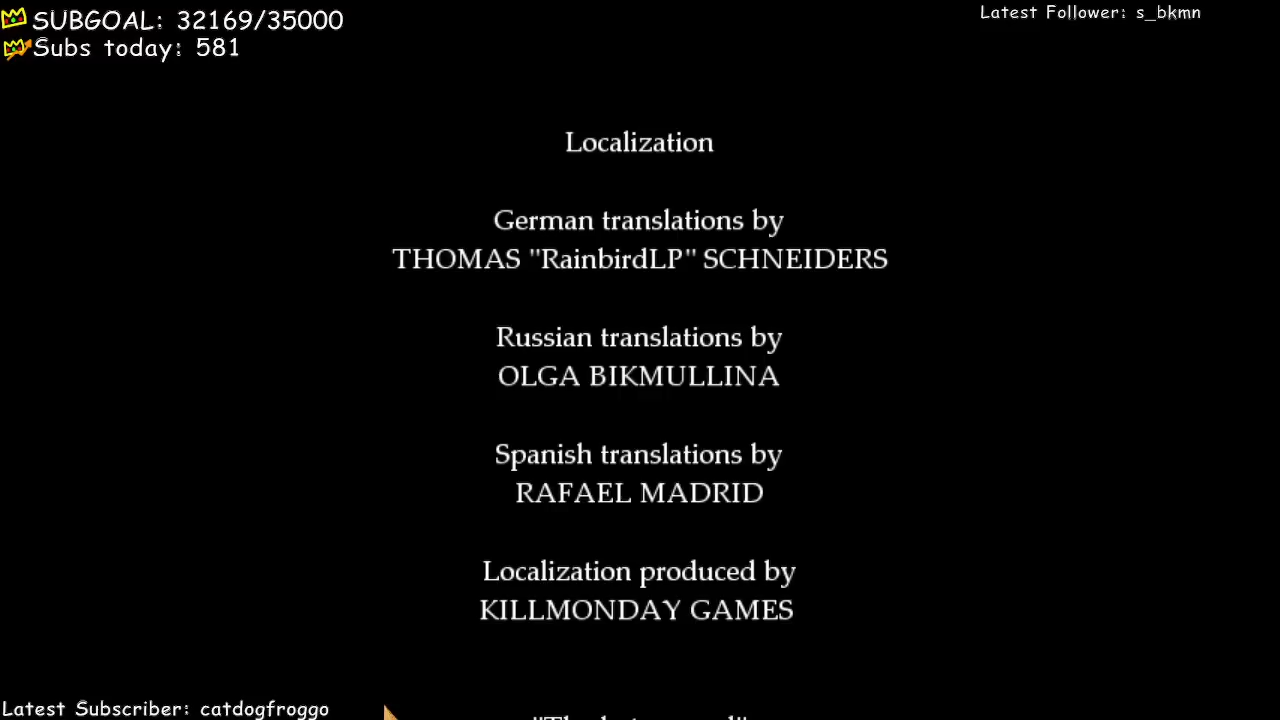 SUBGOAL: 32169/35000
Subs today: 581
Latest Follower: s_bkmn
Localization
German translations by
THOMAS "RainbirdLP" SCHNEIDERS
Russian translations by
OLGA BIKMULLINA
Spanish translations by
RAFAEL MADRID
Localization produced by
KILLMONDAY GAMES
Latest Subscriber: catdogfroggo